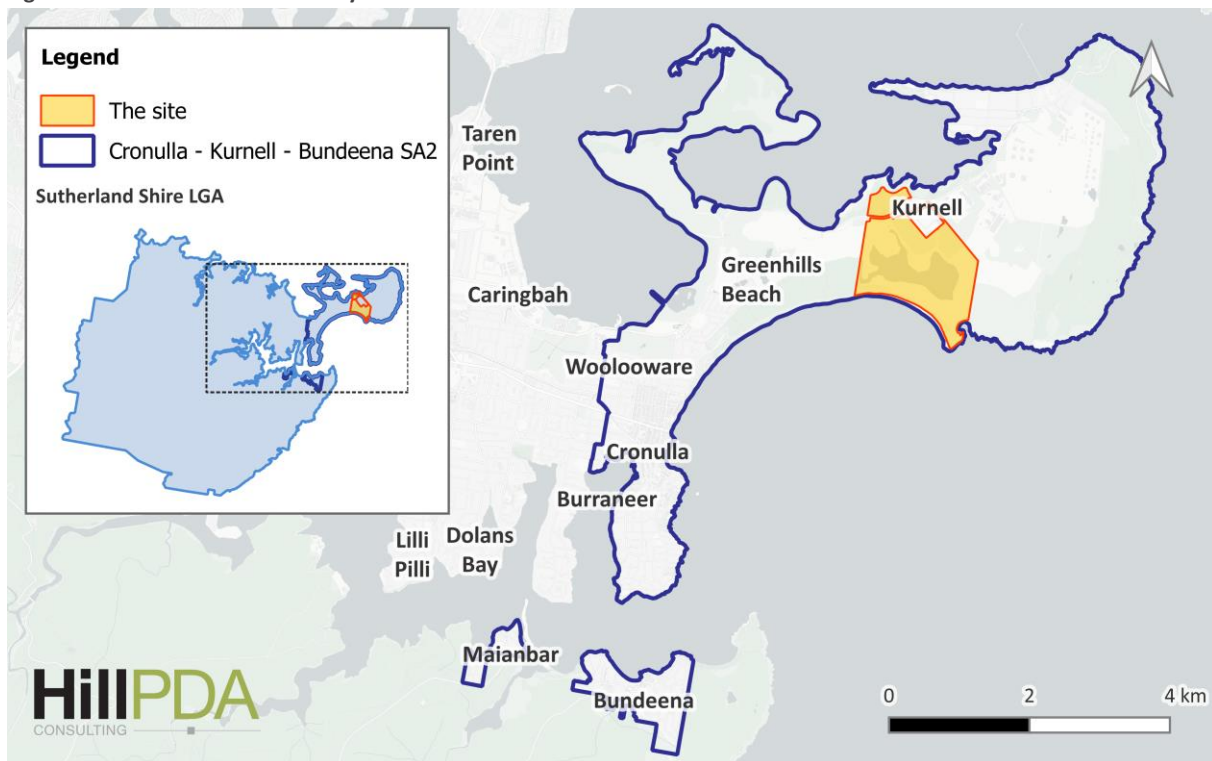 Legend
The site
Cronulla - Kurnell - Bundeena SA2
Sutherland Shire LGA
Taren
Point
Kurnell
Greenhills
Beach
Caringbah
Woolooware
Cronulla
Burraneer
Lilli
Pilli
Dolans
Bay
Maianbar
Bundeena
HillPDA
CONSULTING
0 2 4 km